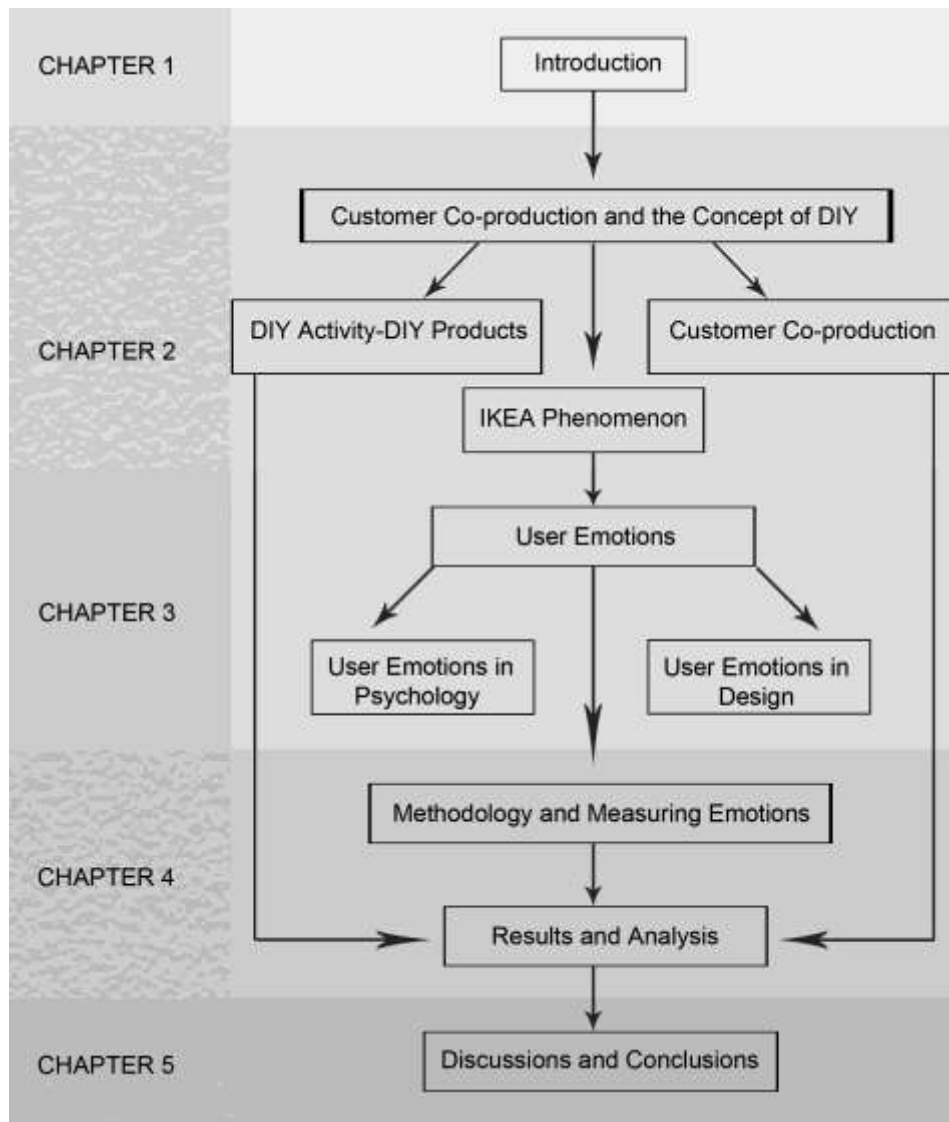 CHAPTER 1
Introduction
Customer Co-production and the Concept of DIY
CHAPTER 2
DIY Activity-DIY Products
Customer Co-production
IKEA Phenomenon
CHAPTER 3
User Emotions
User Emotions in
Psychology
User Emotions in
Design
CHAPTER 4
Methodology and Measuring Emotions
Results and Analysis
CHAPTER 5
Discussions and Conclusions